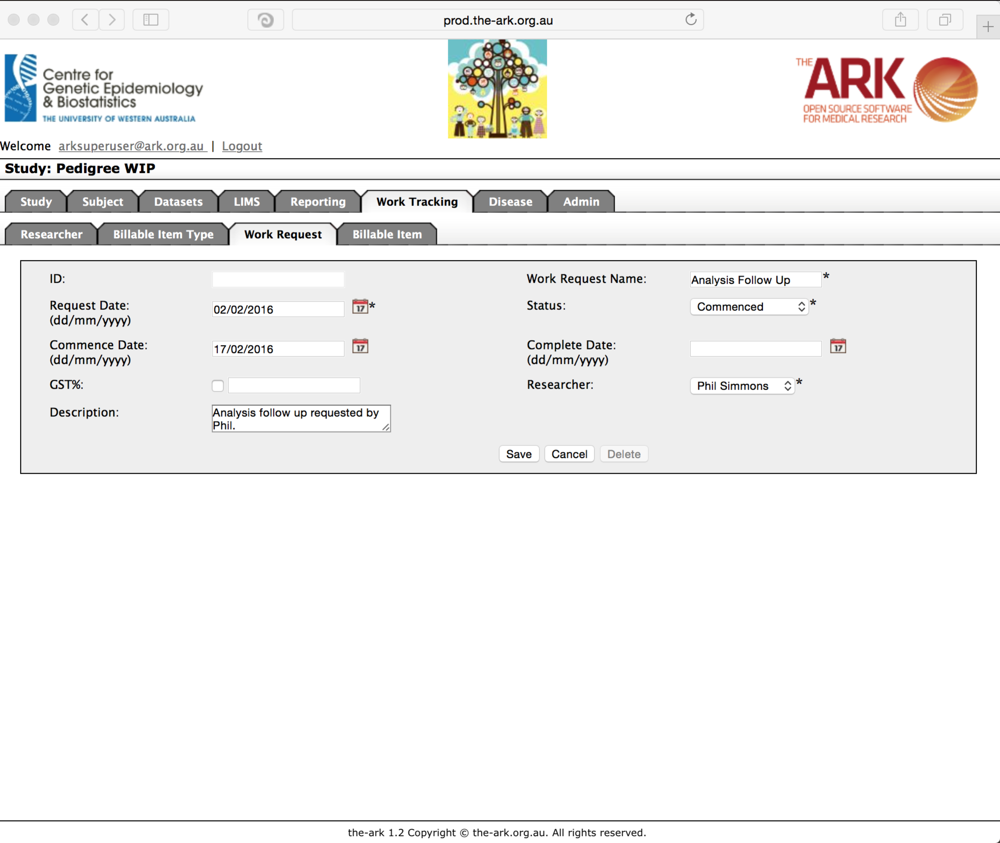 prod.the-ark.org.au
Centre for
Genetic Epidemiology
& Biostatistics
THE UNIVERSITY OF WESTERN AUSTRALIA
THE ARK
OPEN SOURCE SOFTWARE
FOR MEDICAL RESEARCH
Welcome arksuperuser@ark.org.au | Logout
Study: Pedigree WIP
Study Subject Datasets LIMS Reporting Work Tracking Disease Admin
Researcher Billable Item Type Work Request Billable Item
ID: Work Request Name: Analysis Follow Up *
Request Date: 02/02/2016 17 * Status: Commenced *
(dd/mm/yyyy)
Commence Date: 17/02/2016 17 Complete Date: 17
(dd/mm/yyyy) (dd/mm/yyyy)
GST%: Researcher: Phil Simmons *
Description: Analysis follow up requested by
Phil.
Save Cancel Delete
the-ark 1.2 Copyright © the-ark.org.au. All rights reserved.